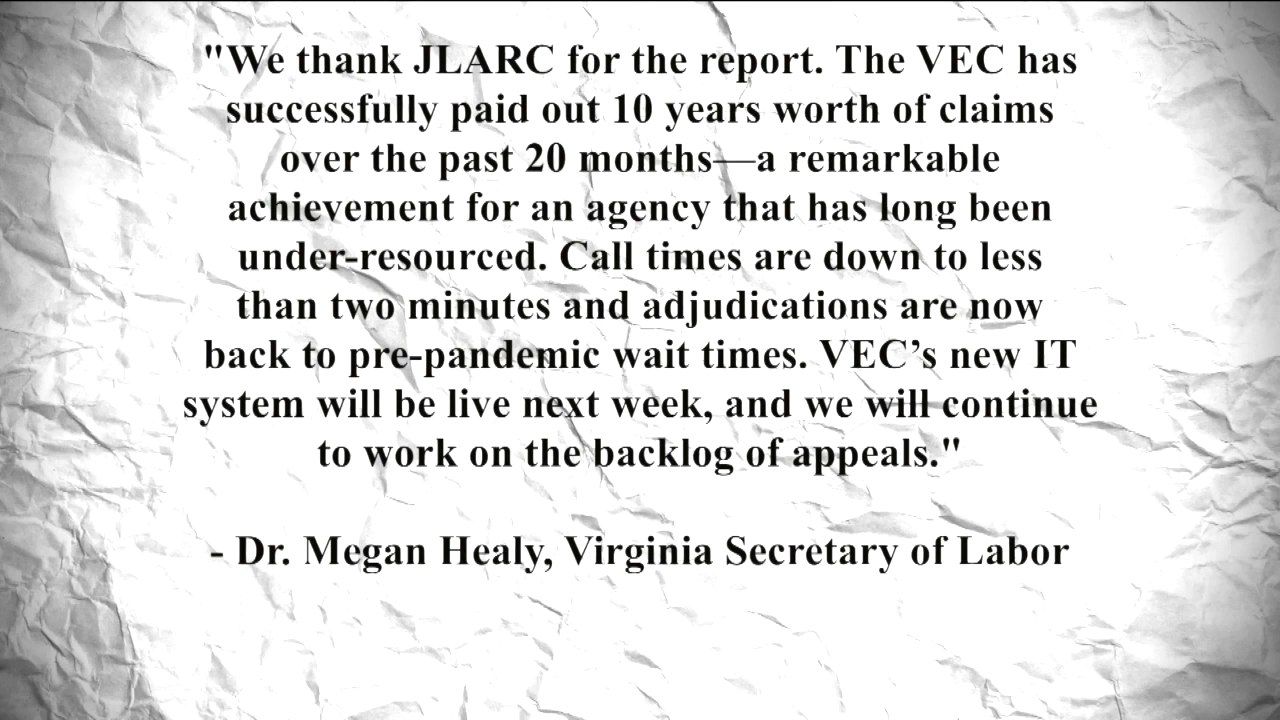 "We thank JLARC for the report. The VEC has
successfully paid out 10 years worth of claims
over the past 20 months—a remarkable
achievement for an agency that has long been
under-resourced. Call times are down to less
than two minutes and adjudications are now
back to pre-pandemic wait times. VEC’s new IT
system will be live next week, and we will continue
to work on the backlog of appeals."
- Dr. Megan Healy, Virginia Secretary of Labor